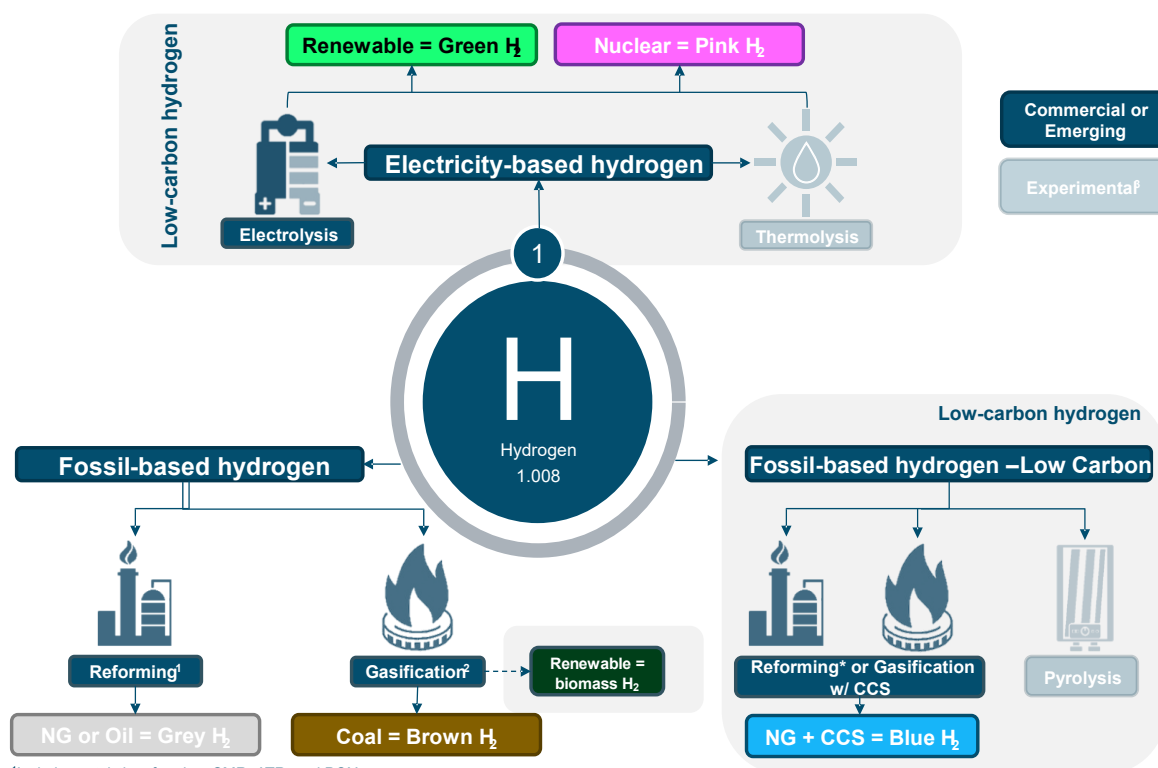 Low-carbon hydrogen
Renewable = Green H2
Nuclear = Pink H2
Electricity-based hydrogen
Electrolysis
Thermolysis
Commercial or
Emerging
Experimental³
1
H
Hydrogen
1.008
Fossil-based hydrogen
Reforming¹
Gasification²
Renewable =
biomass H₂
NG or Oil = Grey H2
Coal = Brown H2
Low-carbon hydrogen
Fossil-based hydrogen –Low Carbon
Reforming* or Gasification
w/ CCS
Pyrolysis
NG + CCS = Blue H2